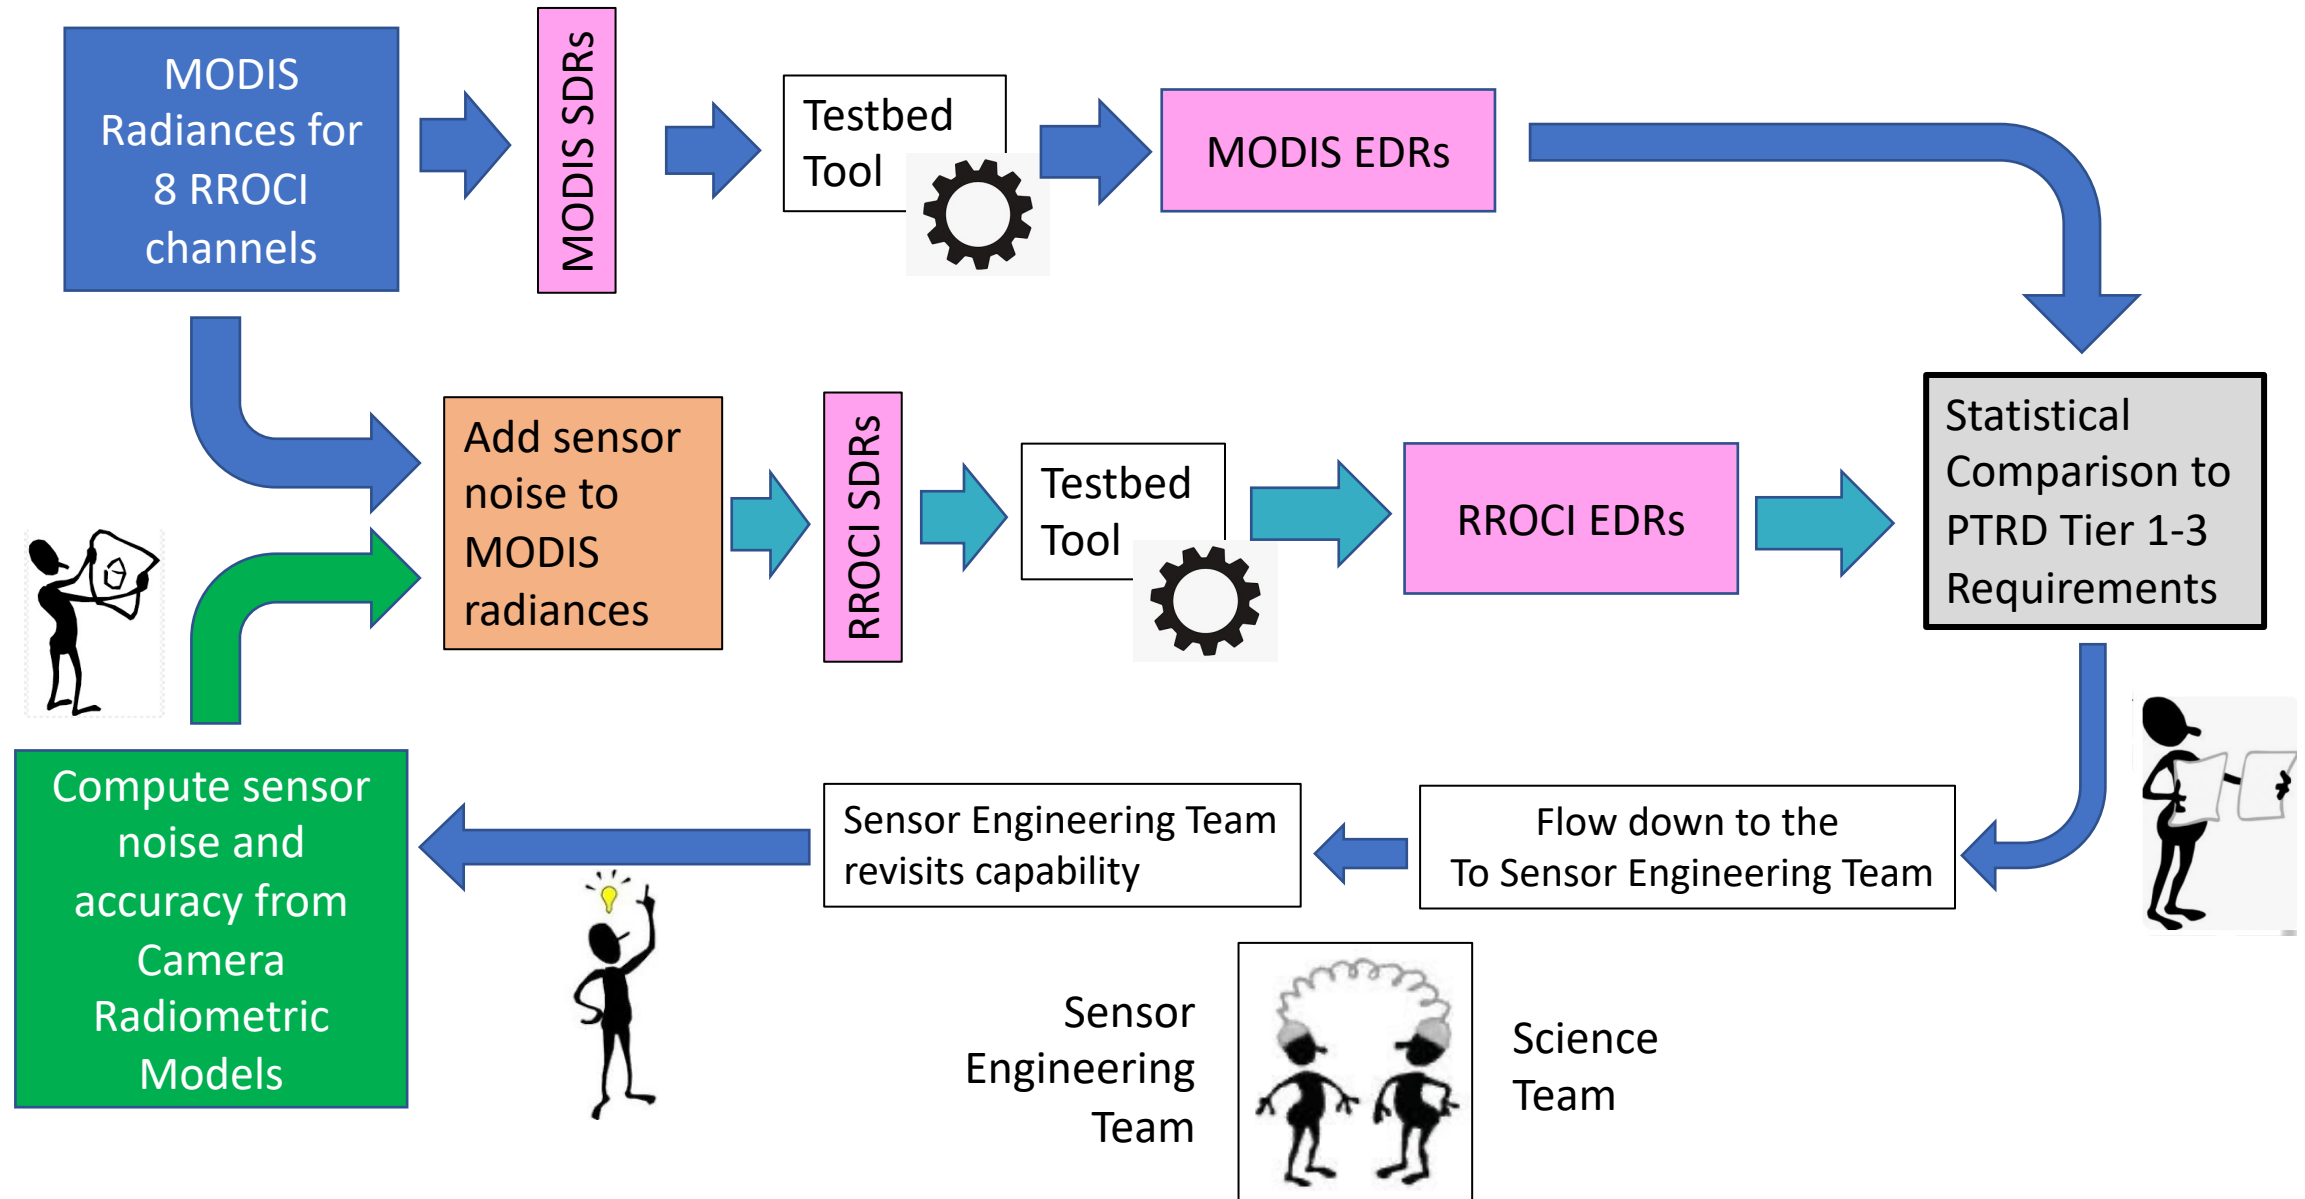 MODIS
Radiances for
8 RROCI
channels
MODIS SDRs
Testbed
Tool
MODIS EDRs
Add sensor
noise to
MODIS
radiances
RROCI SDRs
Testbed
Tool
RROCI EDRs
Statistical
Comparison to
PTRD Tier 1-3
Requirements
Compute sensor
noise and
accuracy from
Camera
Radiometric
Models
Sensor Engineering Team
revisits capability
Flow down to the
To Sensor Engineering Team
Sensor
Engineering
Team
Science
Team